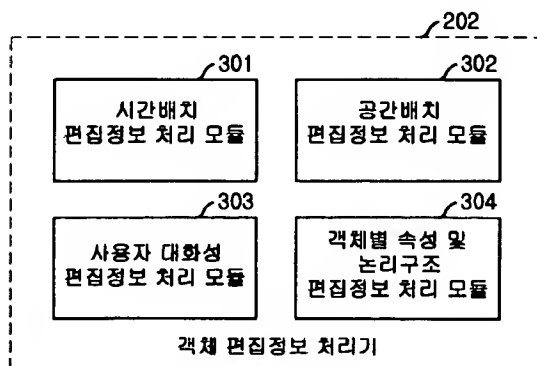 202
301
시간배치
편집정보 처리 모듈
302
공간배치
편집정보 처리 모듈
303
사용자 대화성
편집정보 처리 모듈
304
객체별 속성 및
논리구조
편집정보 처리 모듈
객체 편집정보 처리기